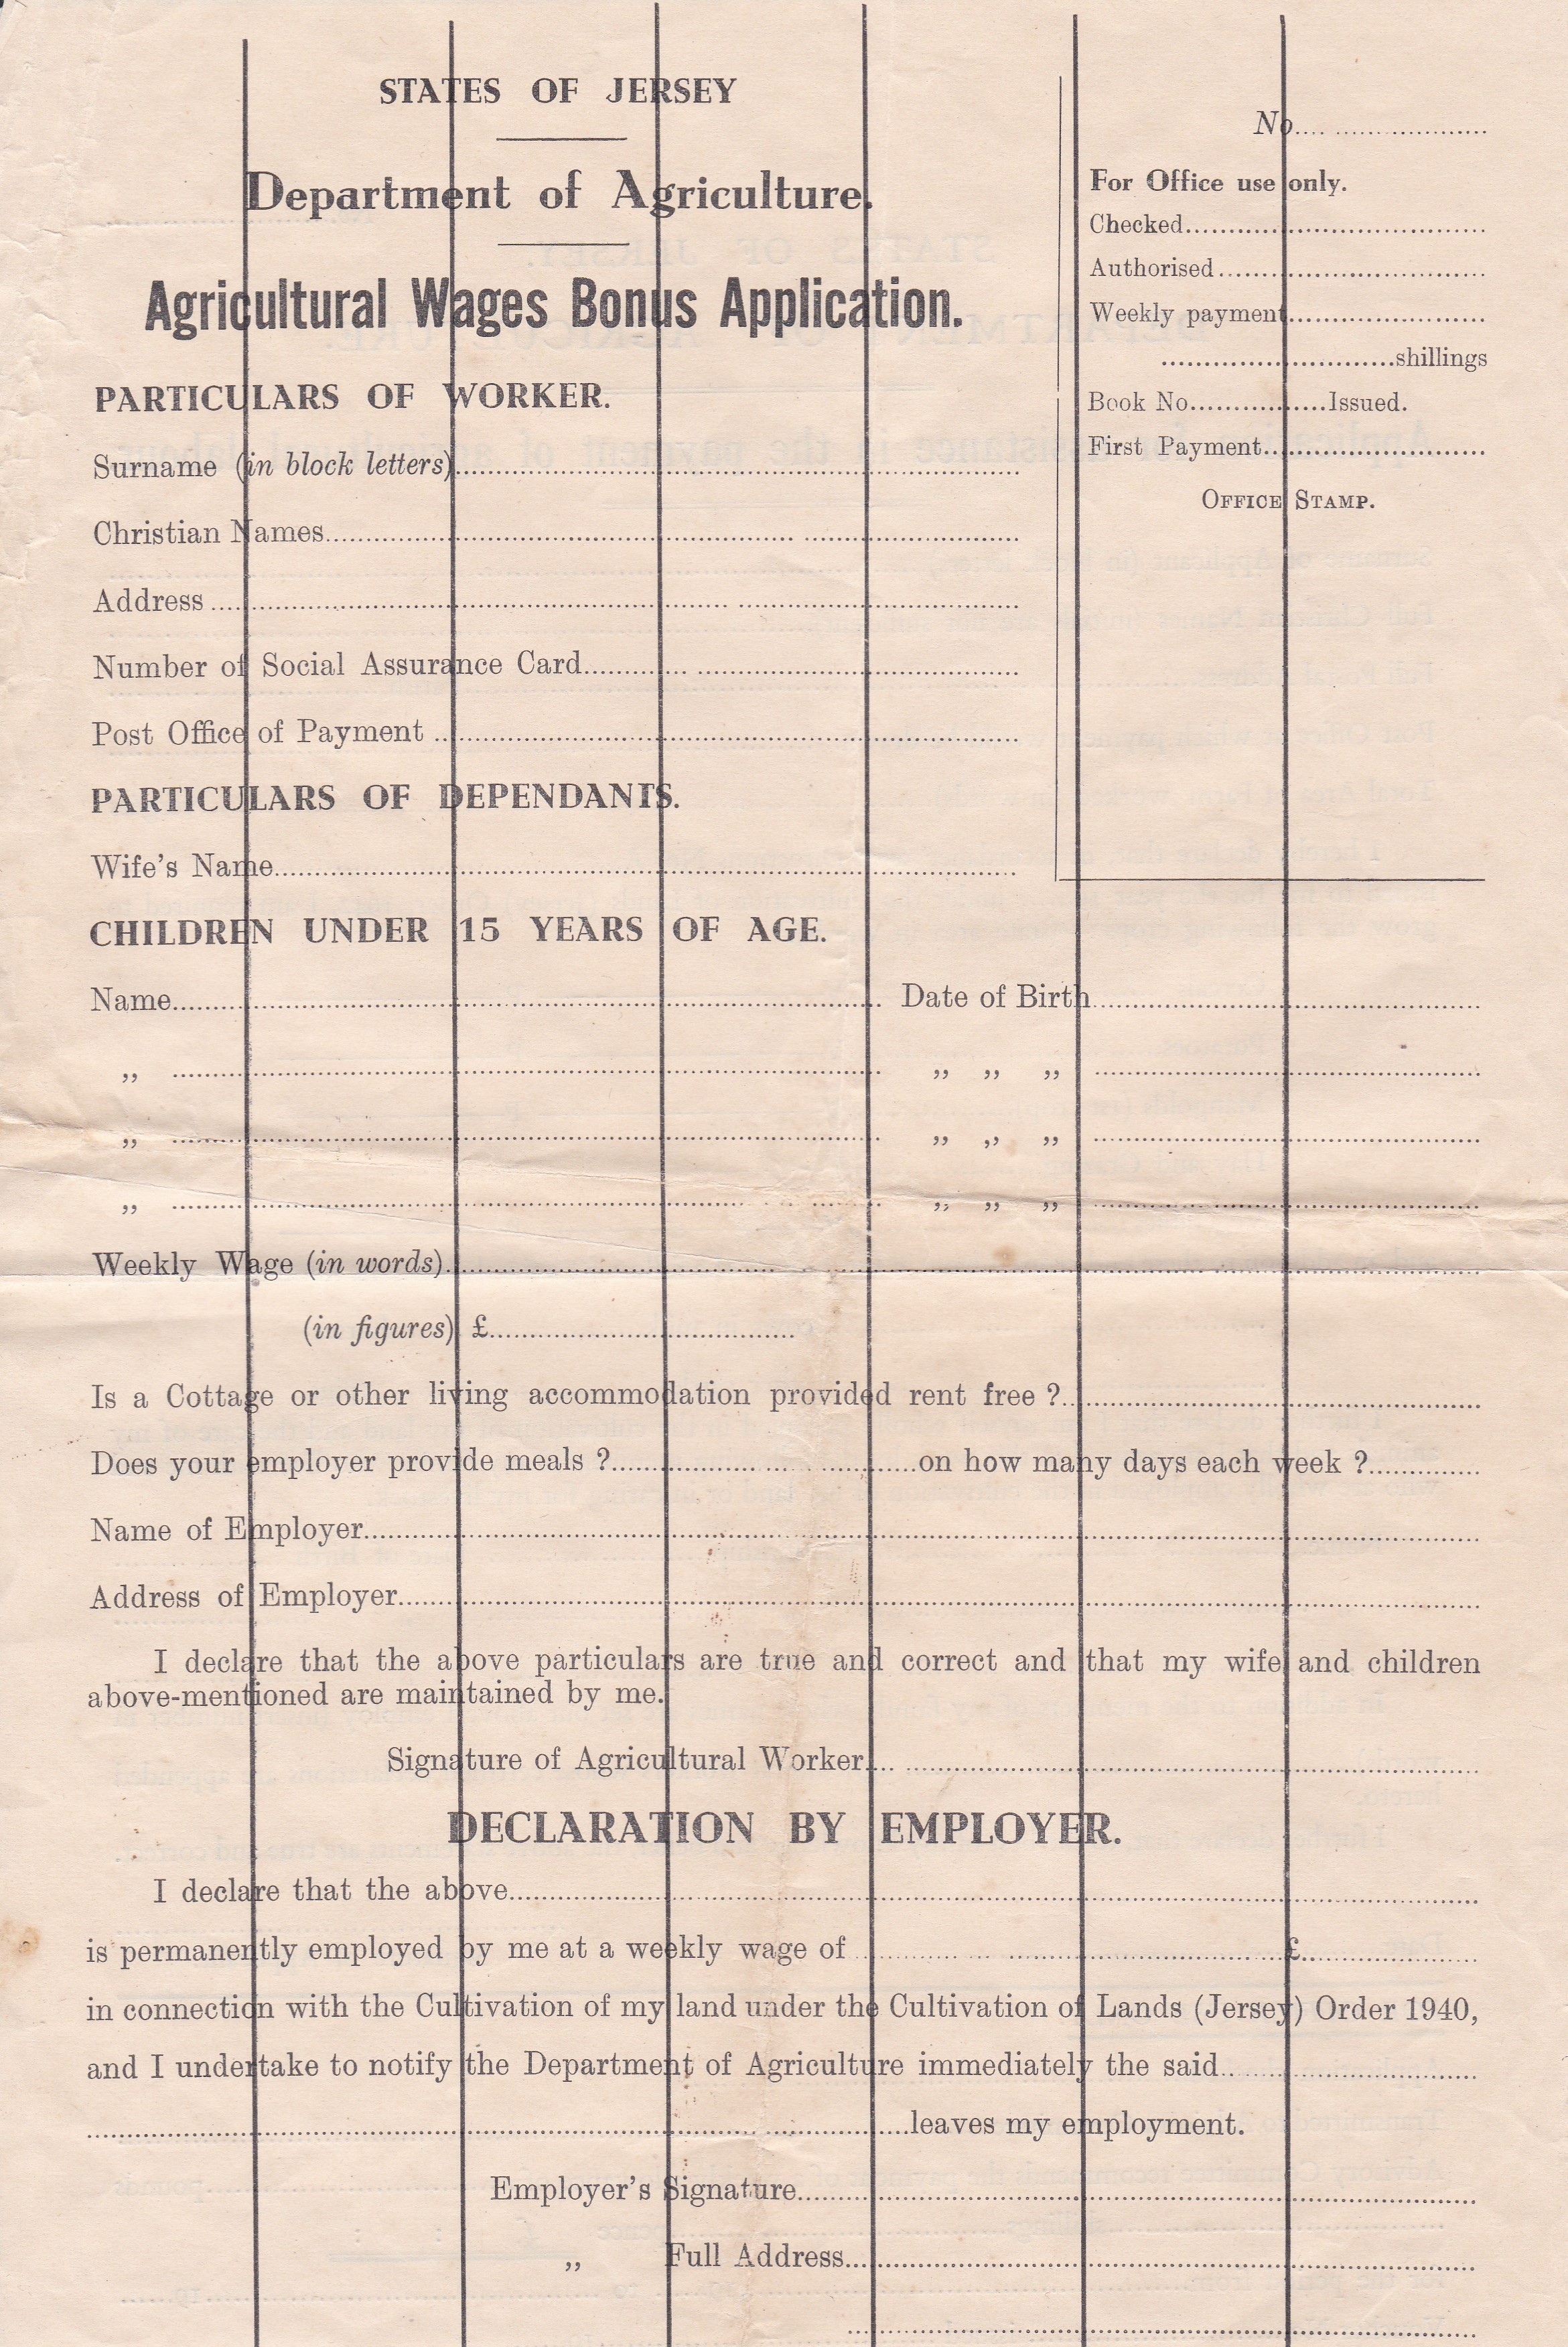 STATES OF JERSEY
Department of Agriculture.
Agricultural Wages Bonus Application.
No.
For Office use only.
Checked
Authorised
Weekly payment
shillings
Book No. Issued.
First Payment
OFFICE STAMP.
PARTICULARS OF WORKER.
Surname (in block letters)
Christian Names
Address
Number of Social Assurance Card
Post Office of Payment
PARTICULARS OF DEPENDANTS.
Wife's Name
CHILDREN UNDER 15 YEARS OF AGE.
Name Date of Birth
„ „ „ „
„ „ „ „
„ „ „ „
Weekly Wage (in words)
(in figures) £
Is a Cottage or other living accommodation provided rent free ?
Does your employer provide meals ? on how many days each week ?
Name of Employer
Address of Employer
I declare that the above particulars are true and correct and that my wife and children
above-mentioned are maintained by me.
Signature of Agricultural Worker
DECLARATION BY EMPLOYER.
I declare that the above
is permanently employed by me at a weekly wage of £
in connection with the Cultivation of my land under the Cultivation of Lands (Jersey) Order 1940,
and I undertake to notify the Department of Agriculture immediately the said
leaves my employment.
Employer's Signature
„ Full Address